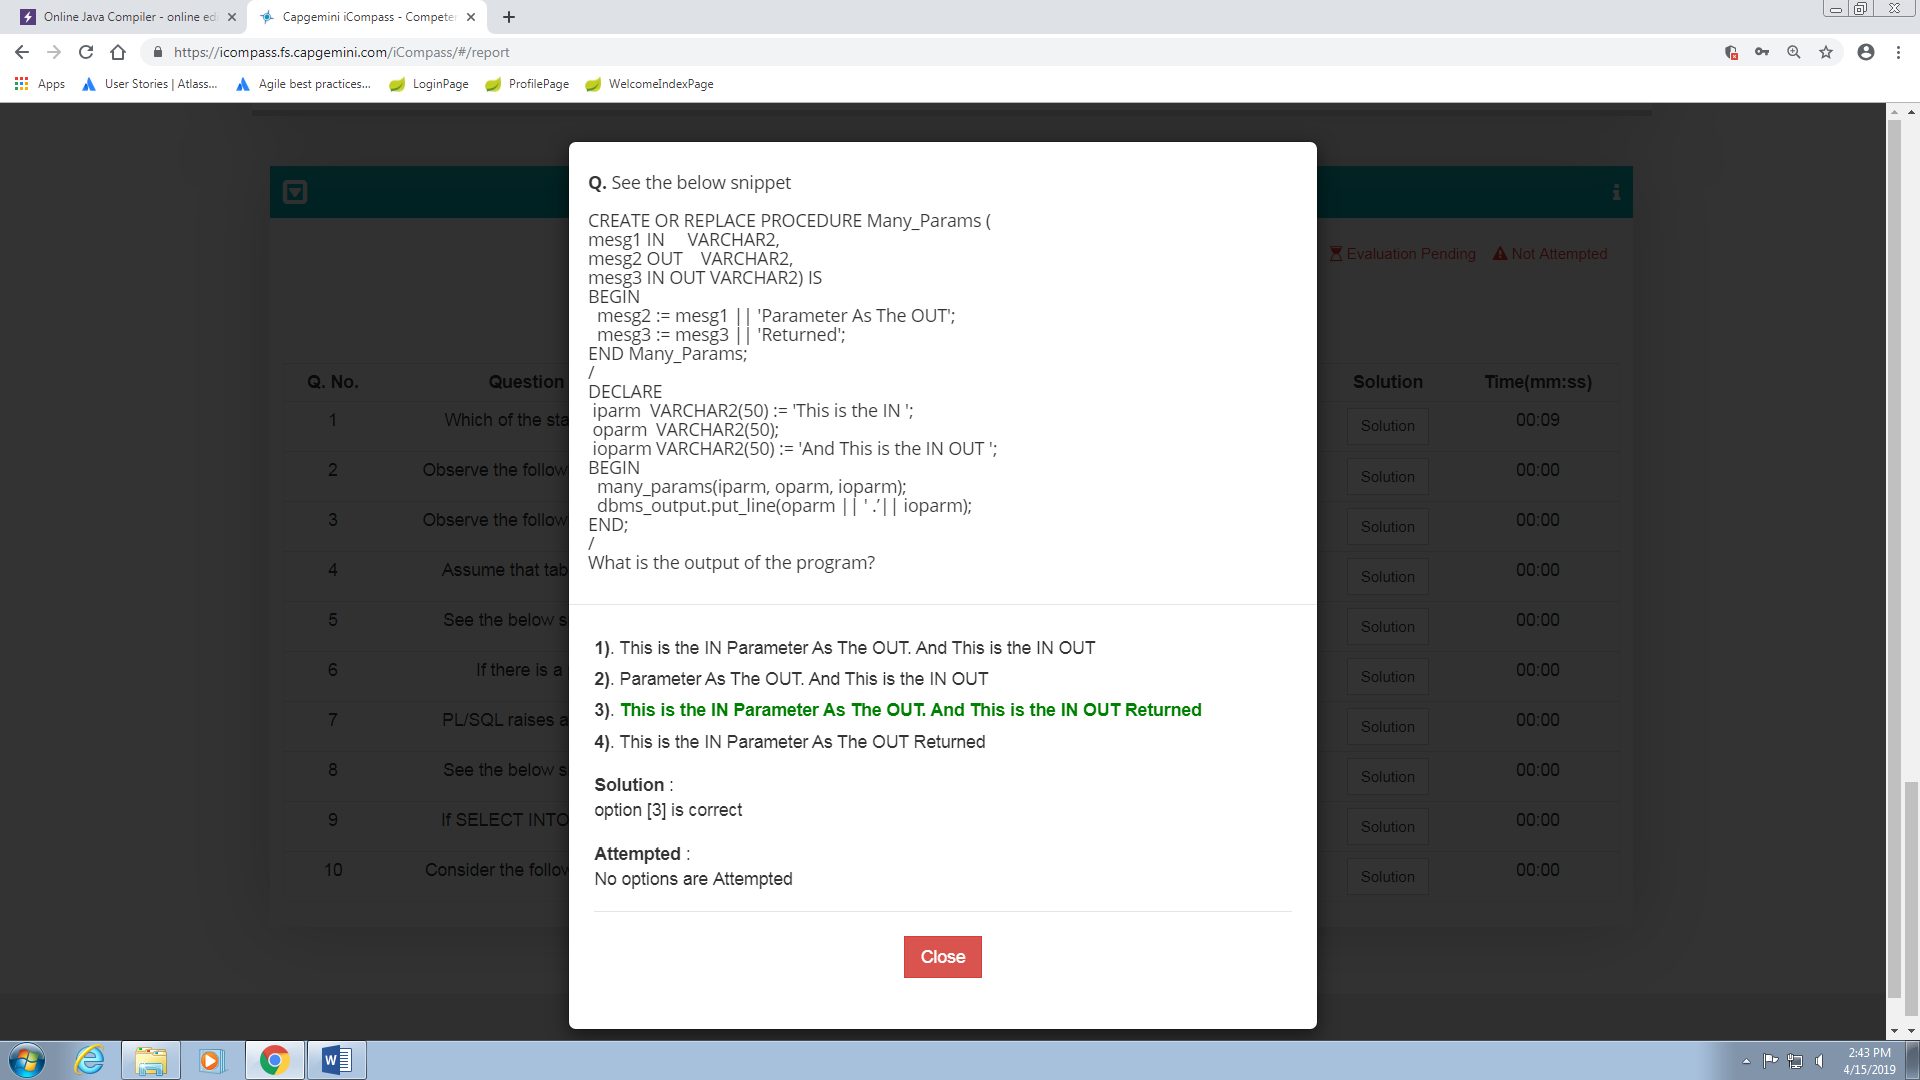 Online Java Compiler - online edi
Capgemini iCompass - Competen
https://icompass.fs.capgemini.com/iCompass/#/report
Apps
User Stories | Atlass...
Agile best practices...
LoginPage
ProfilePage
WelcomeIndexPage
Q. See the below snippet
CREATE OR REPLACE PROCEDURE Many_Params (
mesg1 IN VARCHAR2,
mesg2 OUT VARCHAR2,
mesg3 IN OUT VARCHAR2) IS
BEGIN
mesg2 := mesg1 || 'Parameter As The OUT';
mesg3 := mesg3 || 'Returned';
END Many_Params;
/
DECLARE
iparm VARCHAR2(50) := 'This is the IN ';
oparm VARCHAR2(50);
ioparm VARCHAR2(50) := 'And This is the IN OUT ';
BEGIN
many_params(iparm, oparm, ioparm);
dbms_output.put_line(oparm || ' .’|| ioparm);
END;
/
What is the output of the program?
1). This is the IN Parameter As The OUT. And This is the IN OUT
2). Parameter As The OUT. And This is the IN OUT
3). This is the IN Parameter As The OUT. And This is the IN OUT Returned
4). This is the IN Parameter As The OUT Returned
Solution :
option [3] is correct
Attempted :
No options are Attempted
Close
Evaluation Pending Not Attempted
Q. No. Question Solution Time(mm:ss)
1 Which of the sta Solution 00:09
2 Observe the follow Solution 00:00
3 Observe the follow Solution 00:00
4 Assume that tab Solution 00:00
5 See the below s Solution 00:00
6 If there is a Solution 00:00
7 PL/SQL raises a Solution 00:00
8 See the below s Solution 00:00
9 If SELECT INTO Solution 00:00
10 Consider the follow Solution 00:00
2:43 PM
4/15/2019